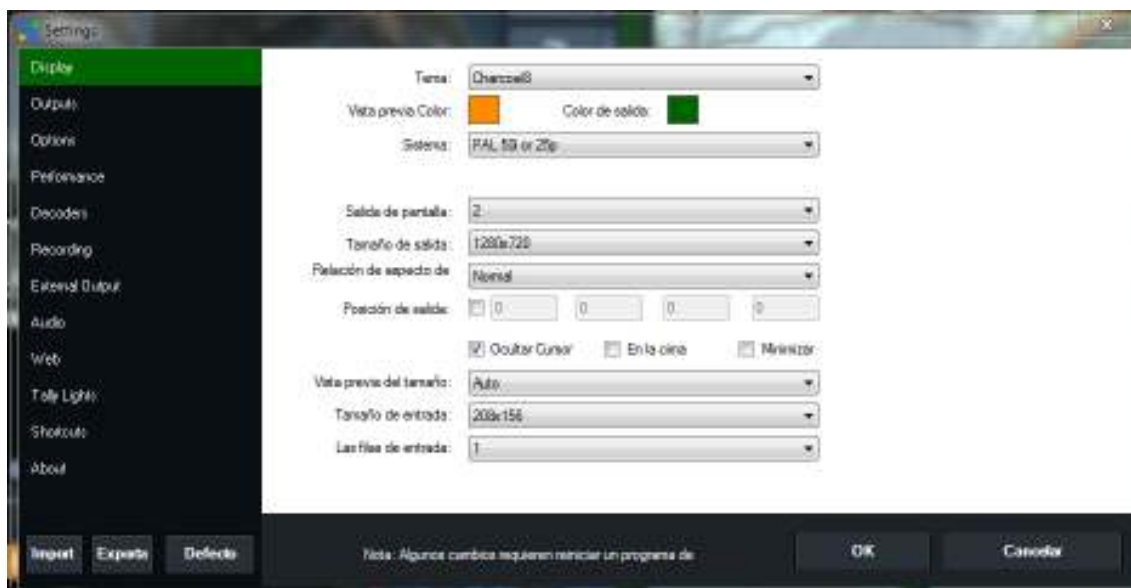 Settings
Display
Outputs
Options
Performance
Decoders
Recording
External Output
Audio
Web
Tally Lights
Shortcuts
About
Import Exporta Defecto
Tema: Charcoal8
Vista previa Color: Color de salida:
Sistema: PAL 50i or 25p
Salida de pantalla: 2
Tamaño de salida: 1280x720
Relación de aspecto de Normal
Posición de salida: 0 0 0 0
Ocultar Cursor En la cima Minimizar
Vista previa del tamaño: Auto
Tamaño de entrada: 208x156
Las filas de entrada: 1
Nota: Algunos cambios requieren reiniciar un programa de
OK Cancelar